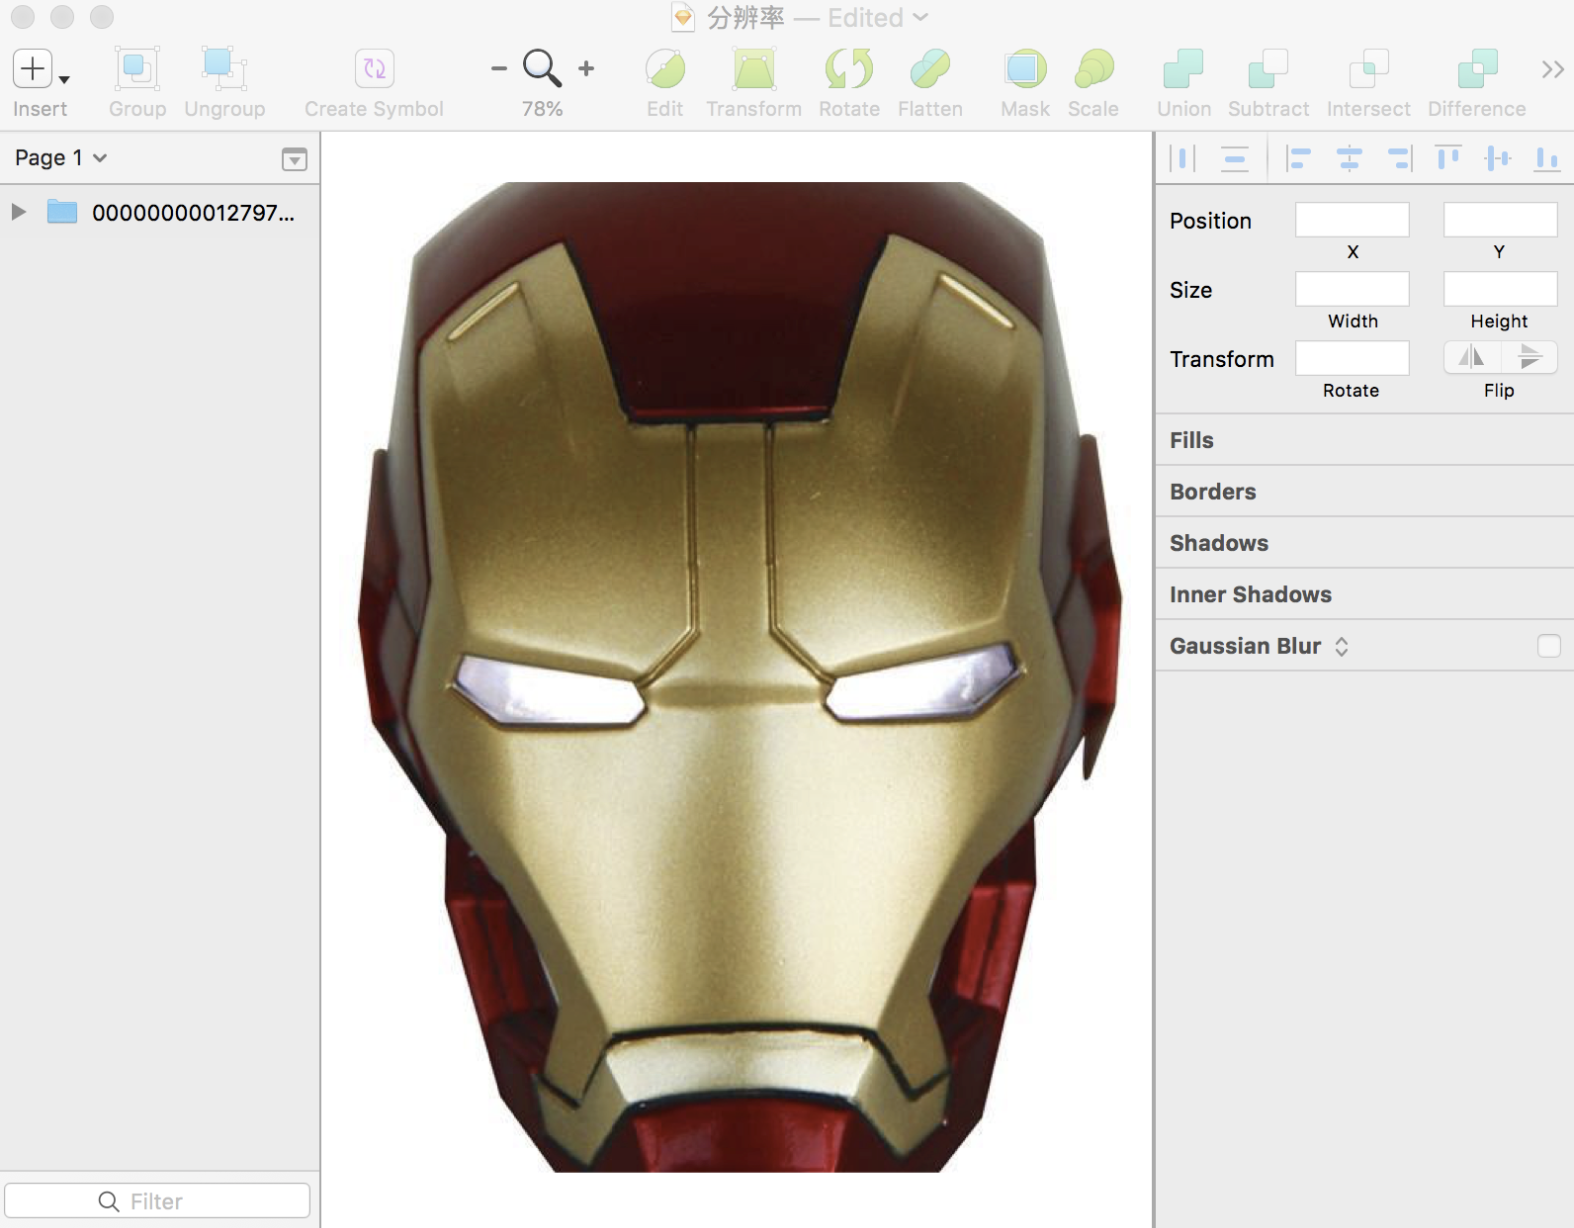 分辨率 — Edited
Insert Group Ungroup Create Symbol 78% Edit Transform Rotate Flatten Mask Scale Union Subtract Intersect Difference
Page 1
00000000012797...
Position
X Y
Size
Width Height
Transform
Rotate Flip
Fills
Borders
Shadows
Inner Shadows
Gaussian Blur
Filter